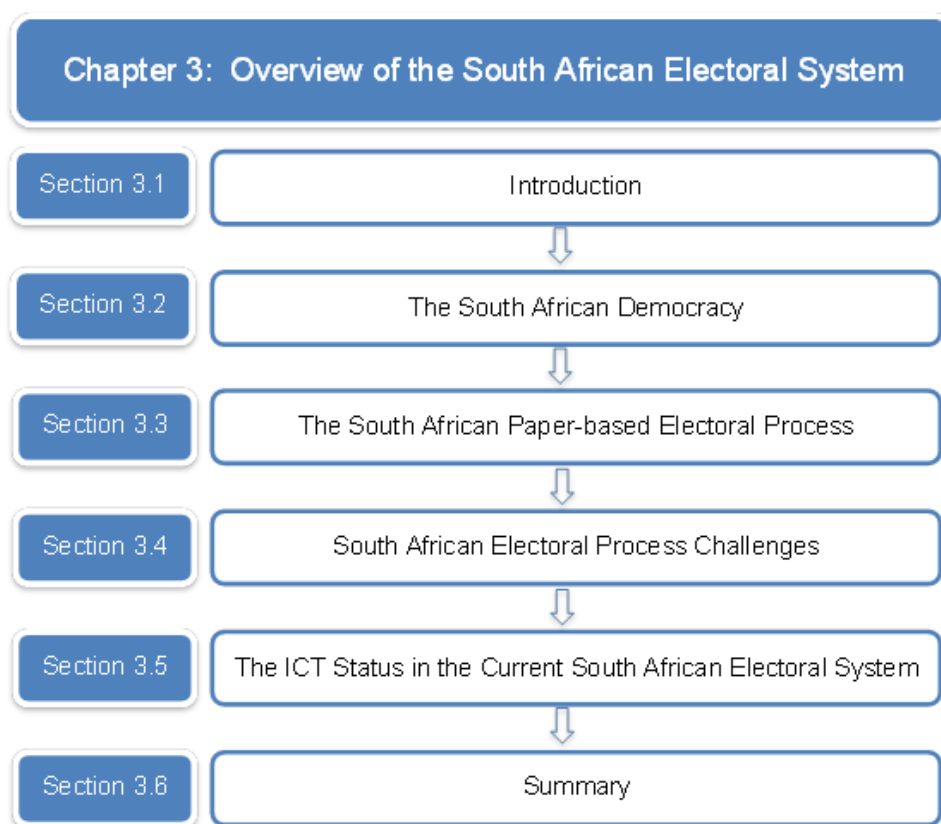 Chapter 3: Overview of the South African Electoral System
Section 3.1
Introduction
Section 3.2
The South African Democracy
Section 3.3
The South African Paper-based Electoral Process
Section 3.4
South African Electoral Process Challenges
Section 3.5
The ICT Status in the Current South African Electoral System
Section 3.6
Summary